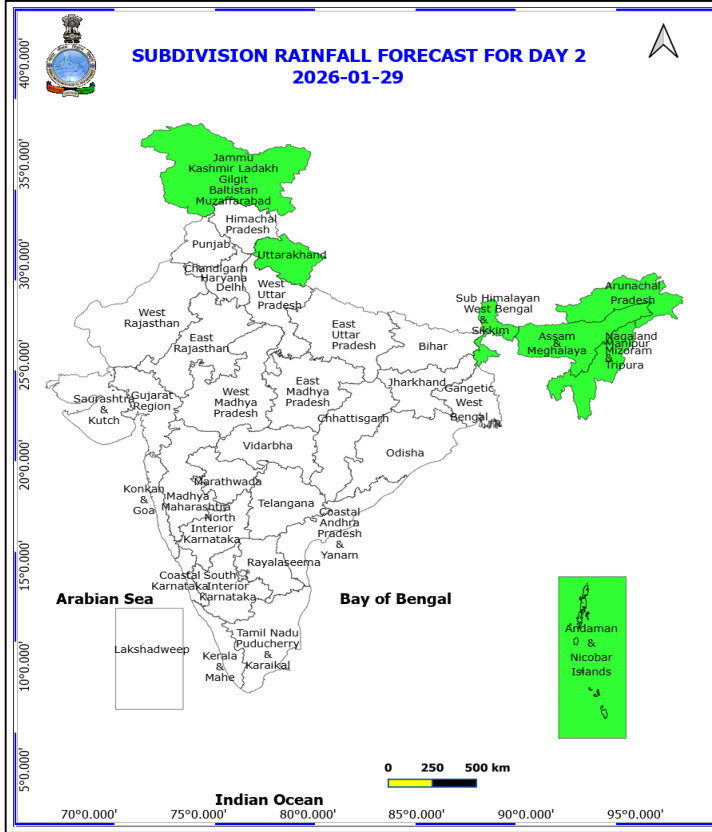 SUBDIVISION RAINFALL FORECAST FOR DAY 2
2026-01-29
40°0.000'
35°0.000'
30°0.000'
25°0.000'
20°0.000'
15°0.000'
10°0.000'
5°0.000'
Jammu
Kashmir Ladakh
Gilgit
Baltistan
Muzaffarabad
Himachal
Pradesh
Punjab
Uttarakhand
Chandigarh
Haryana
Delhi
West
Uttar
Pradesh
West
Rajasthan
East
Rajasthan
East
Uttar
Pradesh
Bihar
Sub Himalayan
West Bengal
&
Sikkim
Arunachal
Pradesh
Assam
&
Meghalaya
Nagaland
Manipur
Mizoram
&
Tripura
Saurashtra
&
Kutch
Gujarat
Region
West
Madhya
Pradesh
East
Madhya
Pradesh
Jharkhand
Gangetic
West
Bengal
Chhattisgarh
Odisha
Vidarbha
Konkan
&
Goa
Madhya
Maharashtra
Marathwada
Telangana
North
Interior
Karnataka
Coastal
Andhra
Pradesh
&
Yanam
Rayalaseema
Coastal
Karnataka
South
Interior
Karnataka
Arabian Sea
Bay of Bengal
Lakshadweep
Kerala
&
Mahe
Tamil Nadu
Puducherry
&
Karaikal
Andaman
&
Nicobar
Islands
0 250 500 km
Indian Ocean
70°0.000' 75°0.000' 80°0.000' 85°0.000' 90°0.000' 95°0.000'